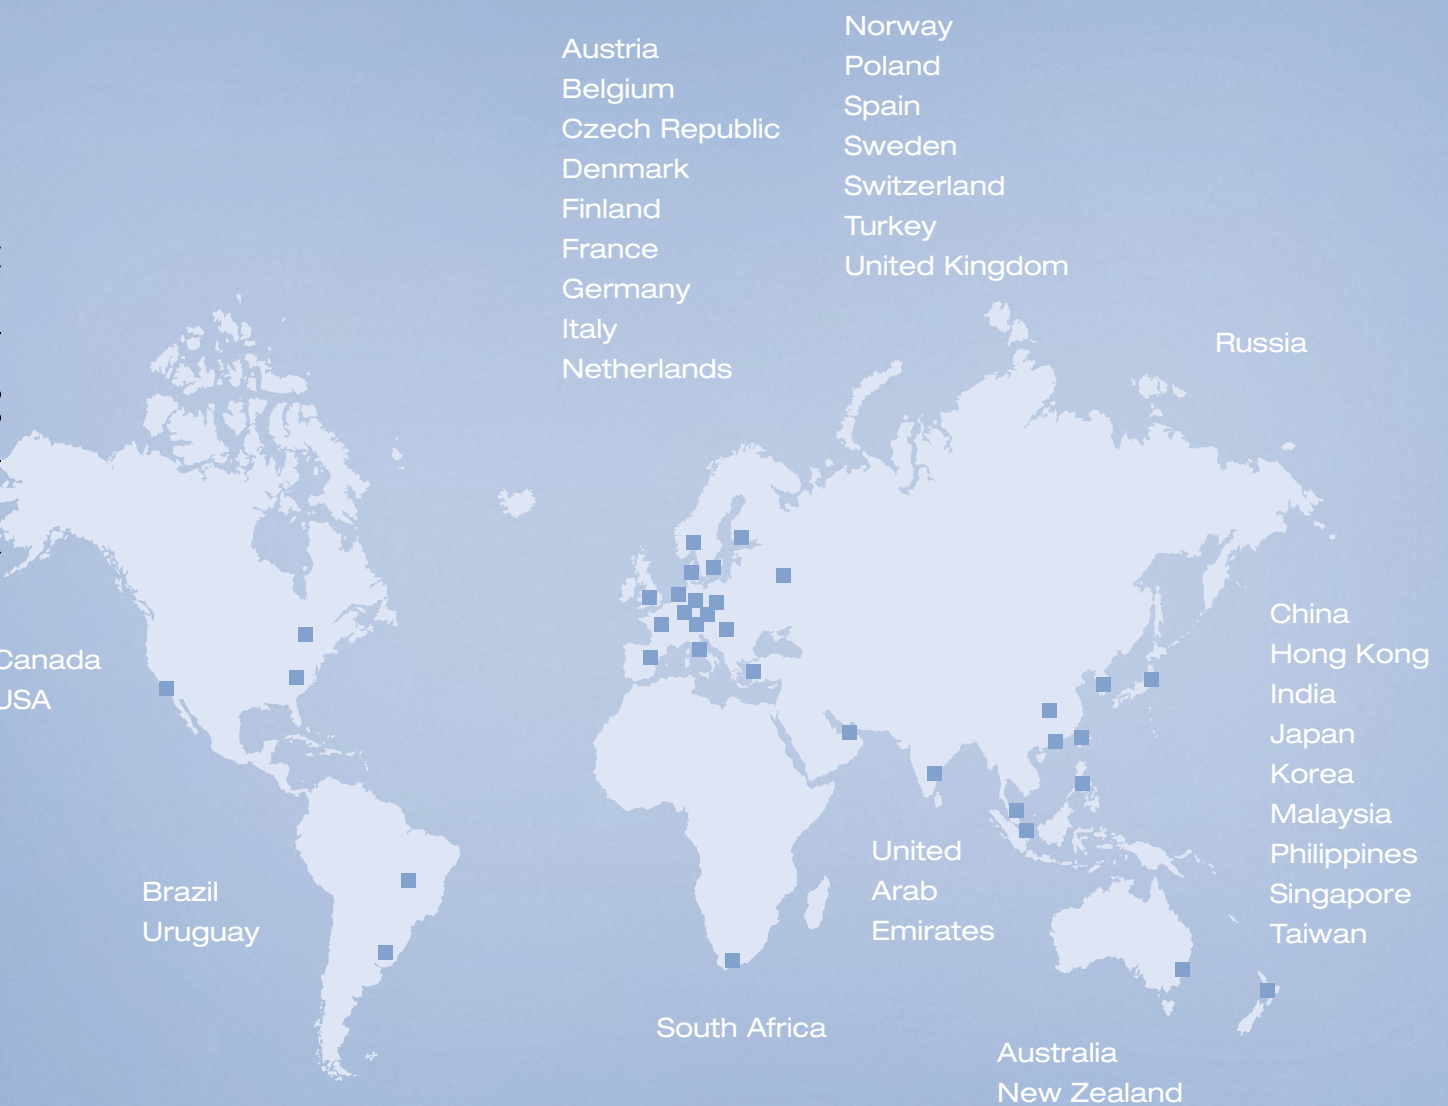 Austria
Belgium
Czech Republic
Denmark
Finland
France
Germany
Italy
Netherlands
Norway
Poland
Spain
Sweden
Switzerland
Turkey
United Kingdom
Russia
Canada
USA
China
Hong Kong
India
Japan
Korea
Malaysia
Philippines
Singapore
Taiwan
Brazil
Uruguay
United
Arab
Emirates
South Africa
Australia
New Zealand